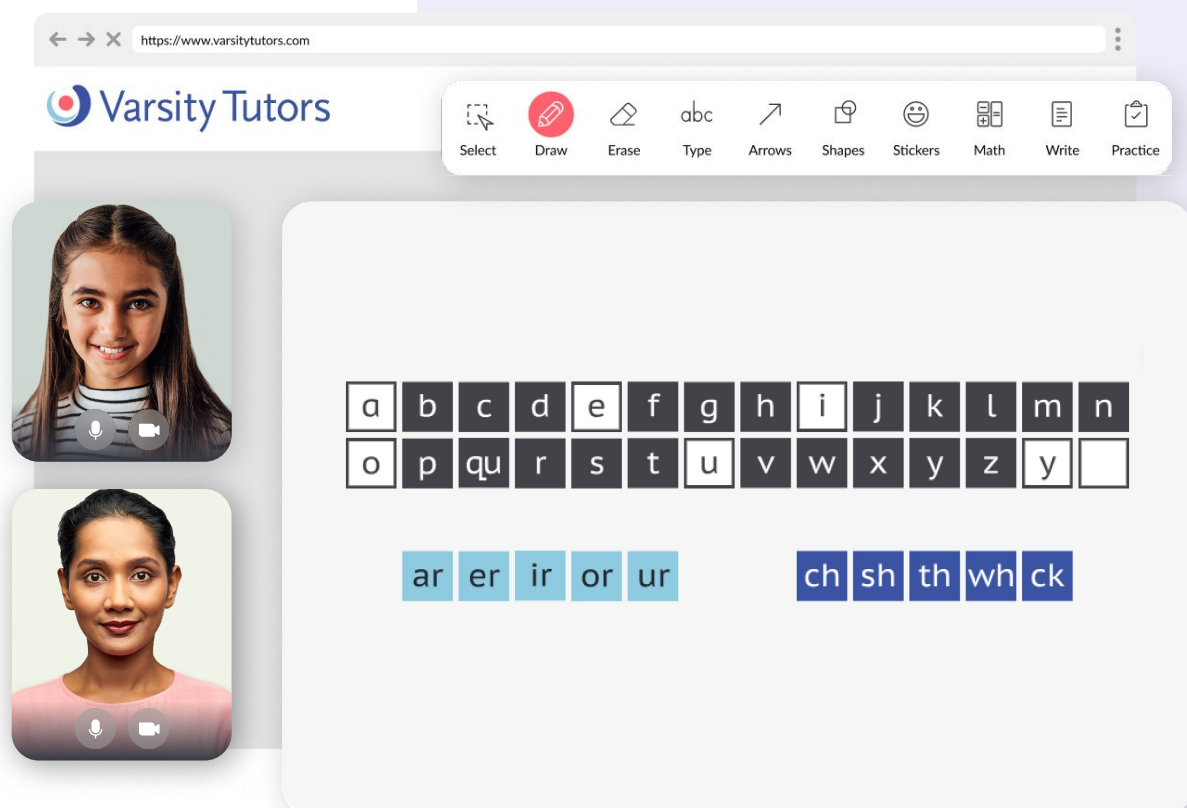 https://www.varsitytutors.com
Varsity Tutors
Select Draw Erase abc Type Arrows Shapes Stickers Math Write Practice
a b c d e f g h i j k l m n
o p qu r s t u v w x y z y
ar er ir or ur ch sh th wh ck